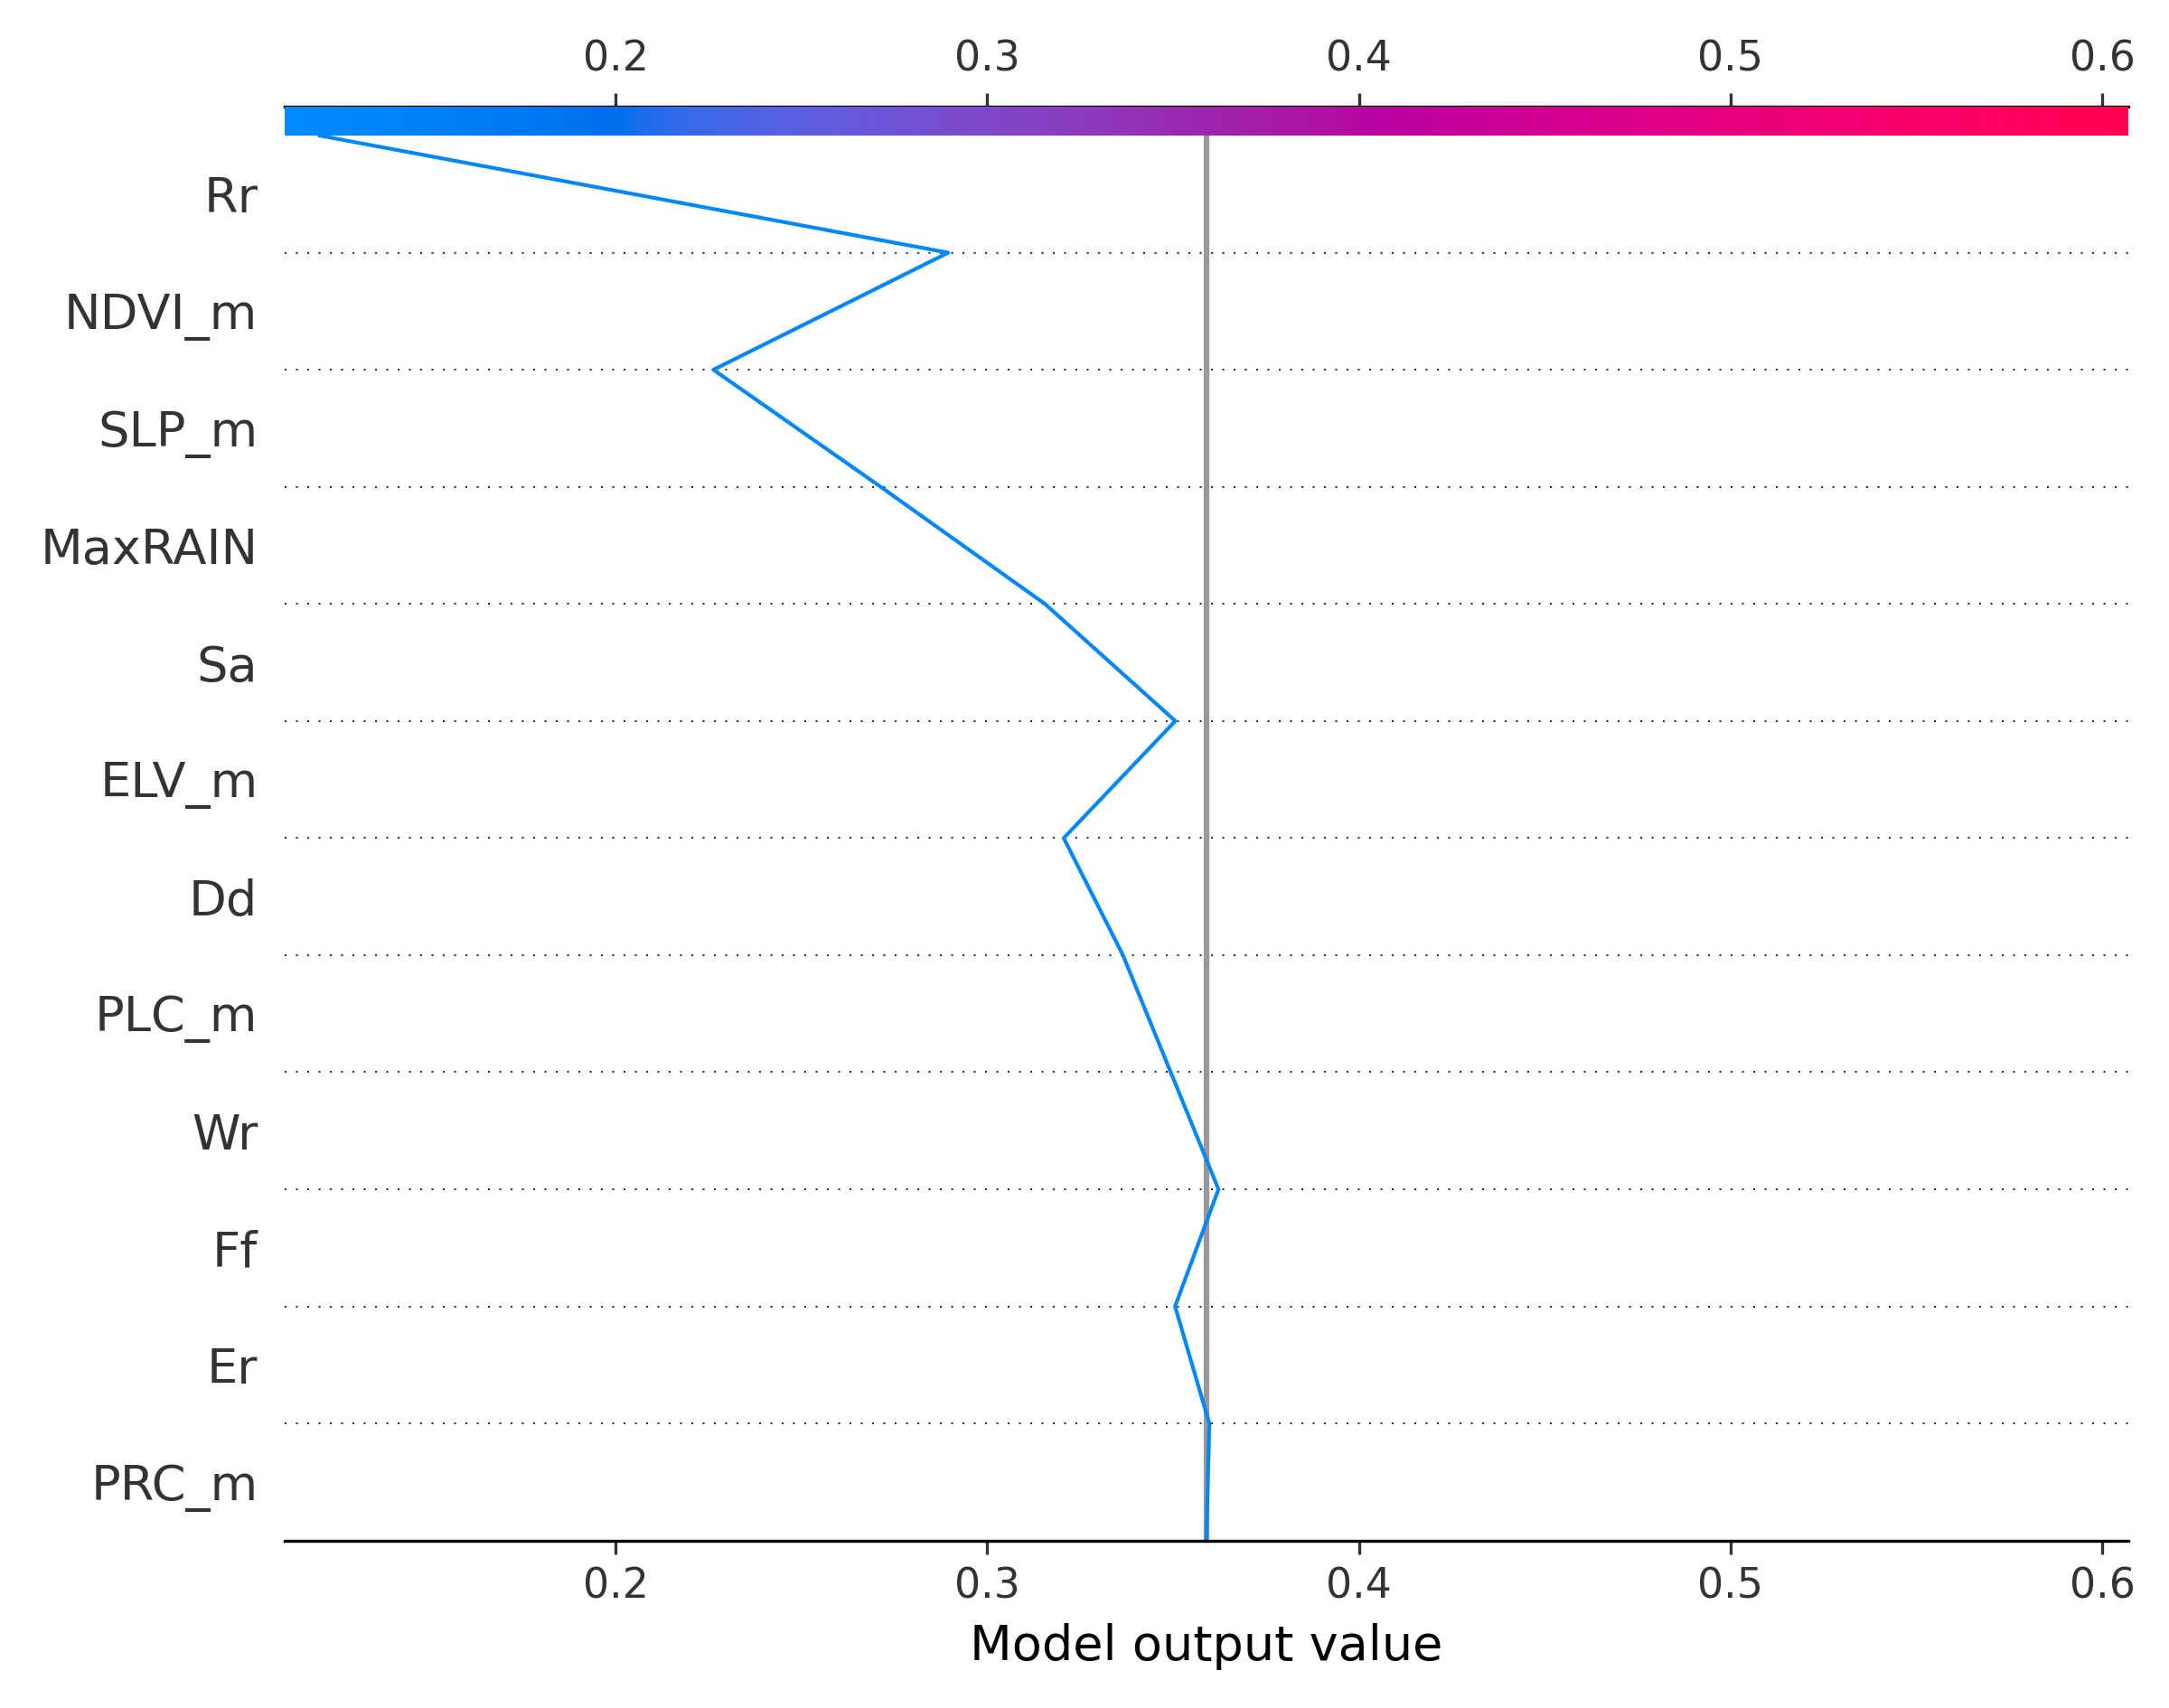 0.2 0.3 0.4 0.5 0.6
Rr
NDVI_m
SLP_m
MaxRAIN
Sa
ELV_m
Dd
PLC_m
Wr
Ff
Er
PRC_m
0.2 0.3 0.4 0.5 0.6
Model output value